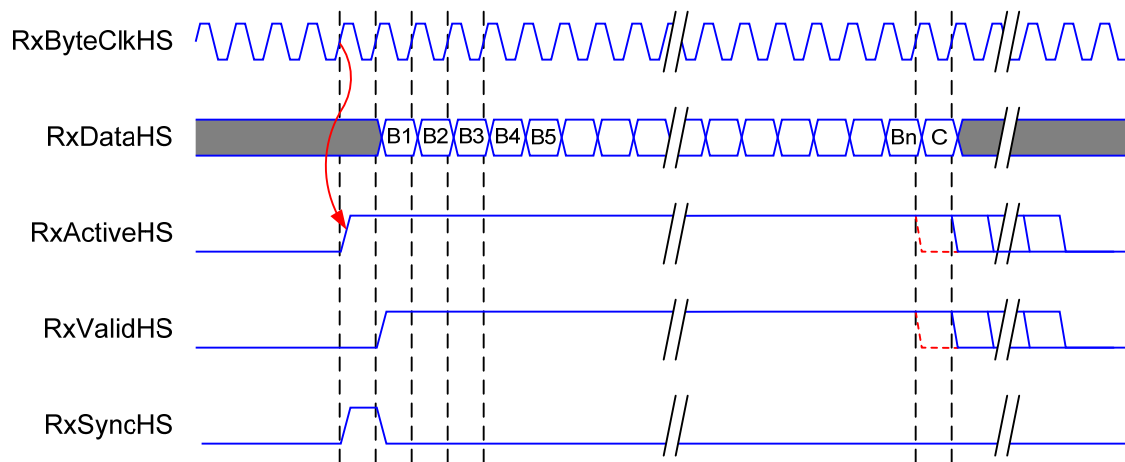 RxByteClkHS
RxDataHS B1 B2 B3 B4 B5 Bn C
RxActiveHS
RxValidHS
RxSyncHS